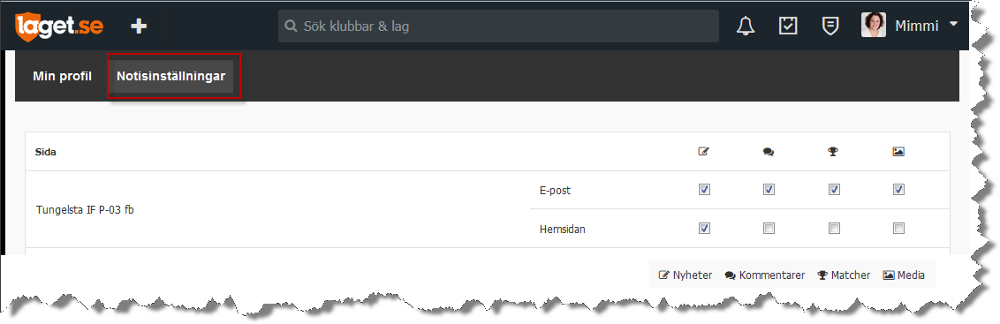 laget.se Sök klubbar & lag Mimmi
Min profil Notisinställningar
Sida
E-post
Tungelsta IF P-03 fb
Hemsidan
Nyheter Kommentarer Matcher Media